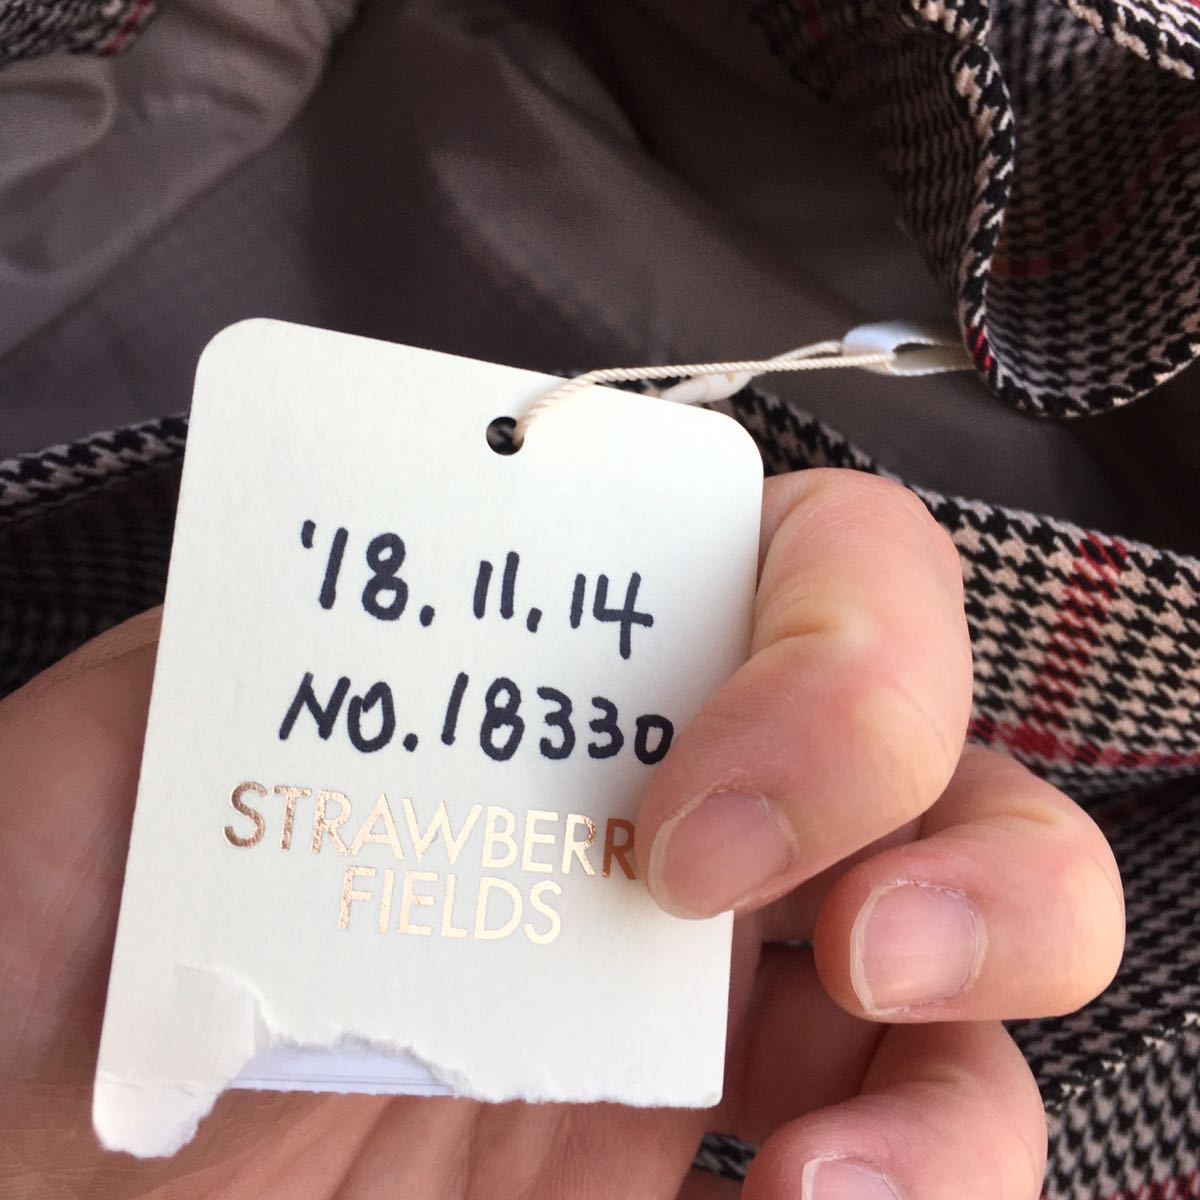 '18.11.14
NO.18330
STRAWBERR
FIELDS